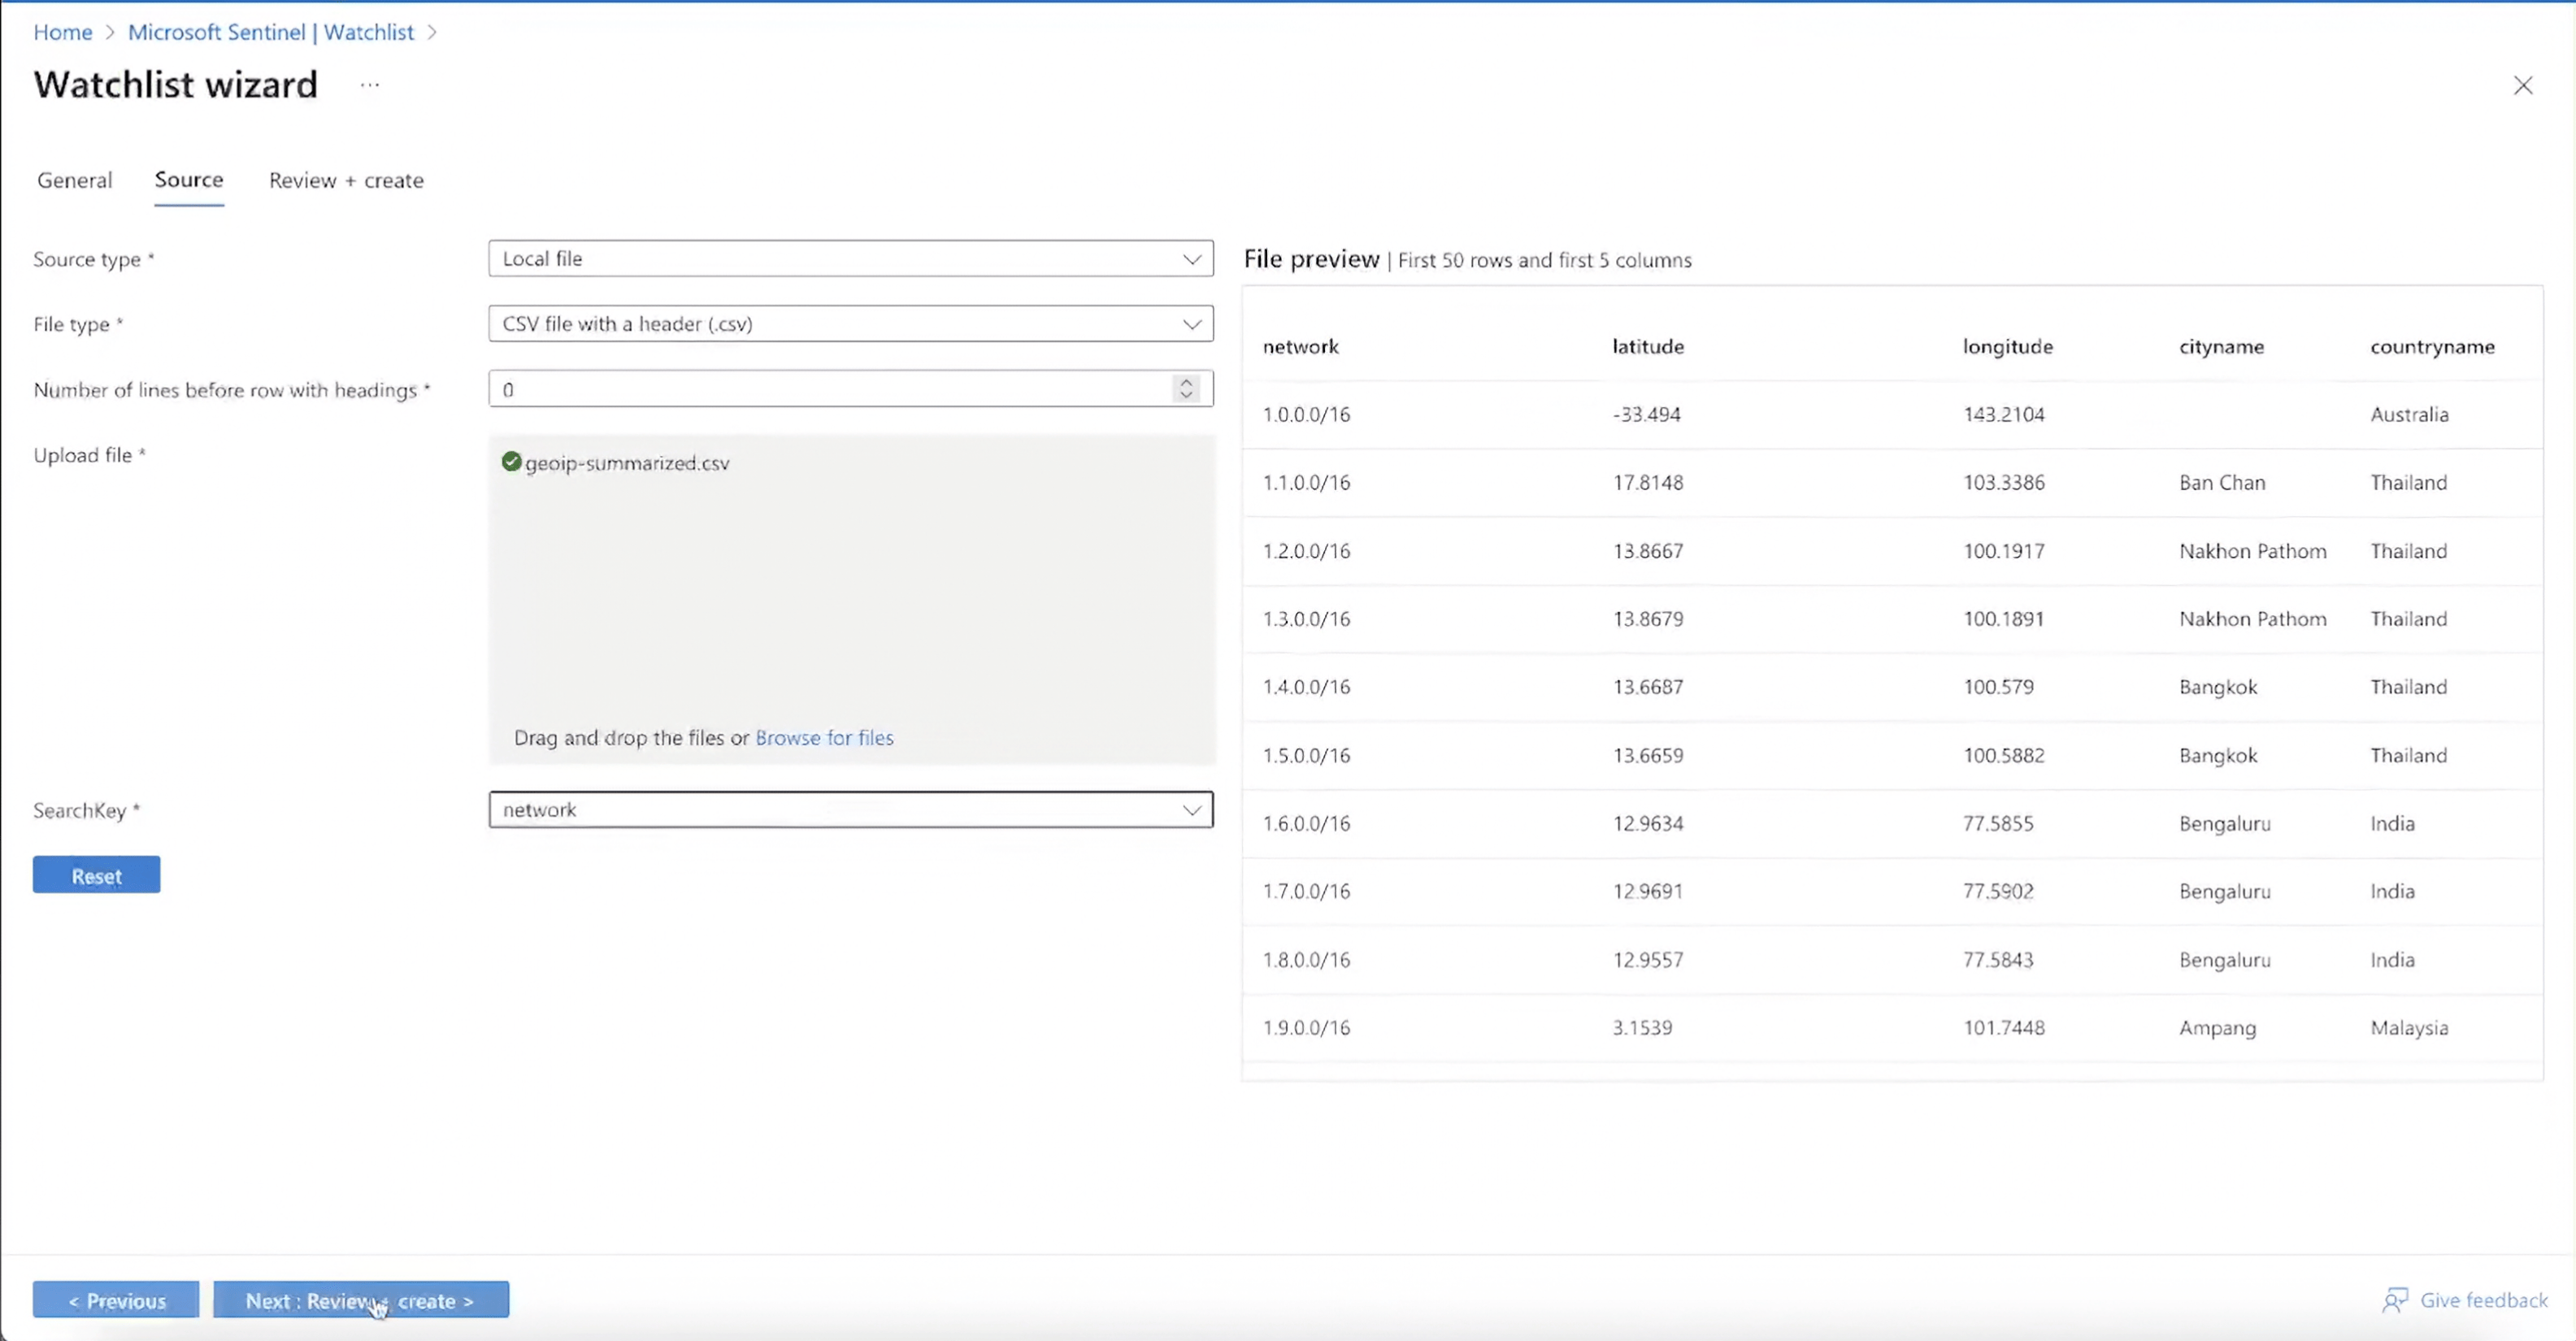 Home > Microsoft Sentinel | Watchlist >
Watchlist wizard ...
General Source Review + create
Source type * Local file
File type * CSV file with a header (.csv)
Number of lines before row with headings * 0
Upload file * geoip-summarized.csv
Drag and drop the files or Browse for files
SearchKey * network
Reset
File preview | First 50 rows and first 5 columns
network latitude longitude cityname countryname
1.0.0.0/16 -33.494 143.2104 Australia
1.1.0.0/16 17.8148 103.3386 Ban Chan Thailand
1.2.0.0/16 13.8667 100.1917 Nakhon Pathom Thailand
1.3.0.0/16 13.8679 100.1891 Nakhon Pathom Thailand
1.4.0.0/16 13.6687 100.579 Bangkok Thailand
1.5.0.0/16 13.6659 100.5882 Bangkok Thailand
1.6.0.0/16 12.9634 77.5855 Bengaluru India
1.7.0.0/16 12.9691 77.5902 Bengaluru India
1.8.0.0/16 12.9557 77.5843 Bengaluru India
1.9.0.0/16 3.1539 101.7448 Ampang Malaysia
< Previous Next : Review + create > Give feedback